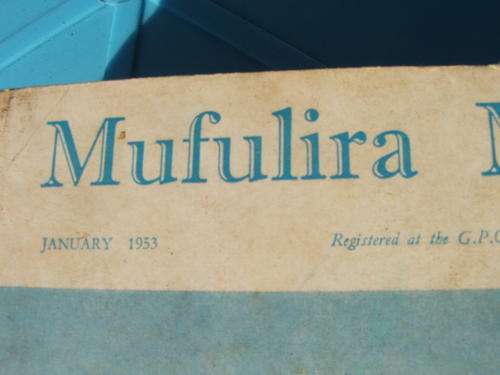 Mufulira M
JANUARY 1953 Registered at the G.P.O